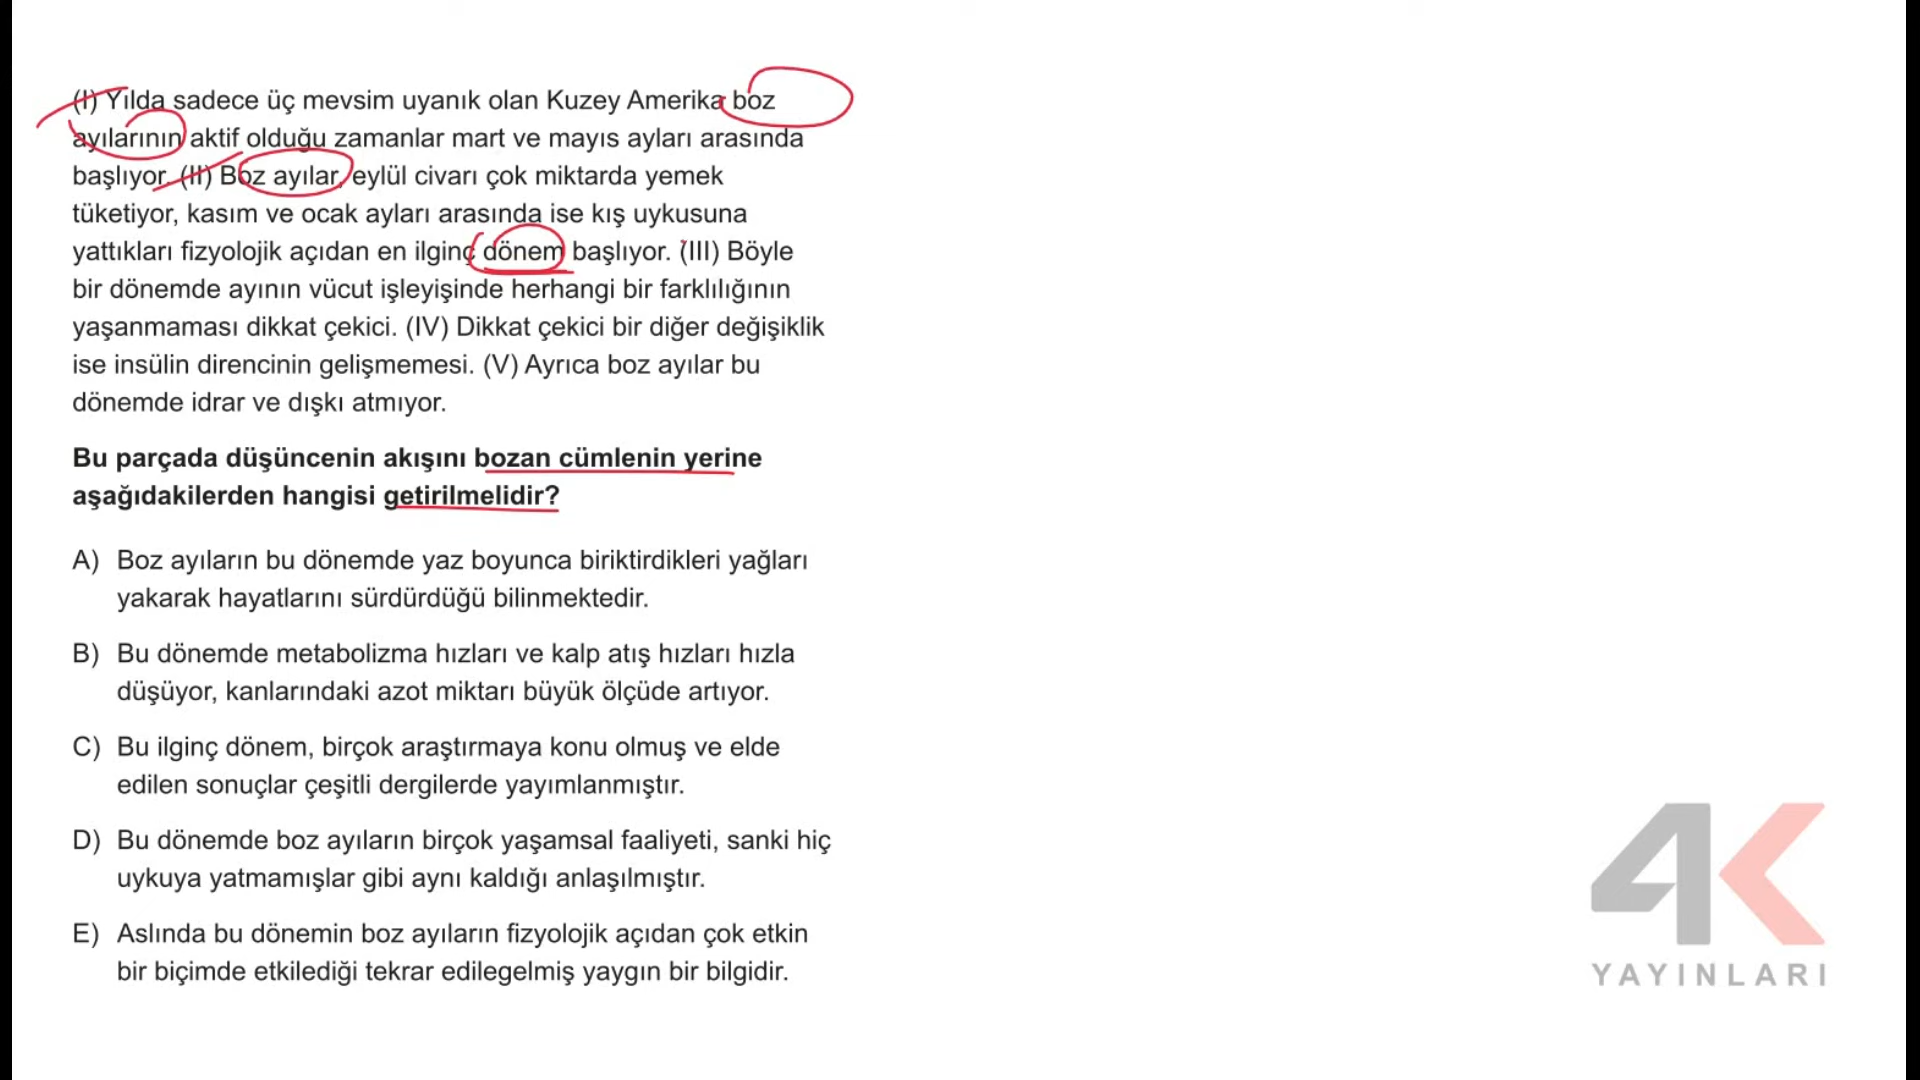 (I) Yılda sadece üç mevsim uyanık olan Kuzey Amerika boz
ayılarının aktif olduğu zamanlar mart ve mayıs ayları arasında
başlıyor. (II) Boz ayılar, eylül civarı çok miktarda yemek
tüketiyor, kasım ve ocak ayları arasında ise kış uykusuna
yattıkları fizyolojik açıdan en ilginç dönem başlıyor. (III) Böyle
bir dönemde ayının vücut işleyişinde herhangi bir farklılığının
yaşanmaması dikkat çekici. (IV) Dikkat çekici bir diğer değişiklik
ise insülin direncinin gelişmemesi. (V) Ayrıca boz ayılar bu
dönemde idrar ve dışkı atmıyor.
Bu parçada düşüncenin akışını bozan cümlenin yerine
aşağıdakilerden hangisi getirilmelidir?
A) Boz ayıların bu dönemde yaz boyunca biriktirdikleri yağları
yakarak hayatlarını sürdürdüğü bilinmektedir.
B) Bu dönemde metabolizma hızları ve kalp atış hızları hızla
düşüyor, kanlarındaki azot miktarı büyük ölçüde artıyor.
C) Bu ilginç dönem, birçok araştırmaya konu olmuş ve elde
edilen sonuçlar çeşitli dergilerde yayımlanmıştır.
D) Bu dönemde boz ayıların birçok yaşamsal faaliyeti, sanki hiç
uykuya yatmamışlar gibi aynı kaldığı anlaşılmıştır.
E) Aslında bu dönemin boz ayıların fizyolojik açıdan çok etkin
bir biçimde etkilediği tekrar edilegelmiş yaygın bir bilgidir.
4K
YAYINLARI